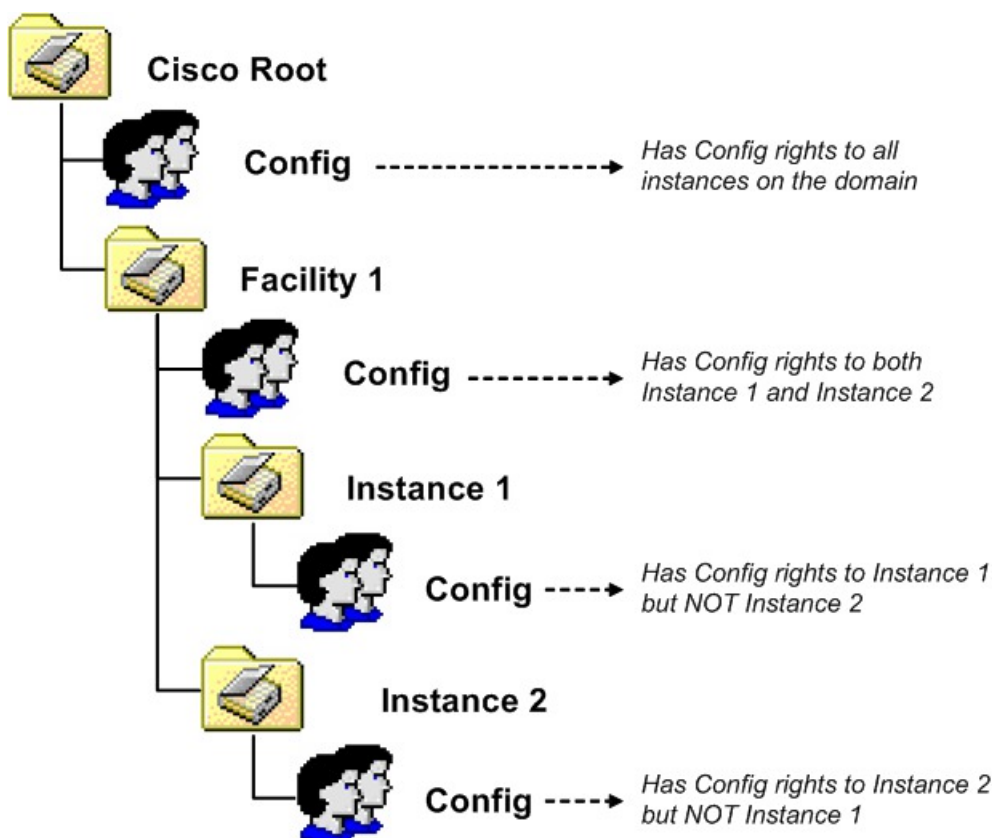 Cisco Root
Config
Has Config rights to all
instances on the domain
Facility 1
Config
Has Config rights to both
Instance 1 and Instance 2
Instance 1
Config
Has Config rights to Instance 1
but NOT Instance 2
Instance 2
Config
Has Config rights to Instance 2
but NOT Instance 1